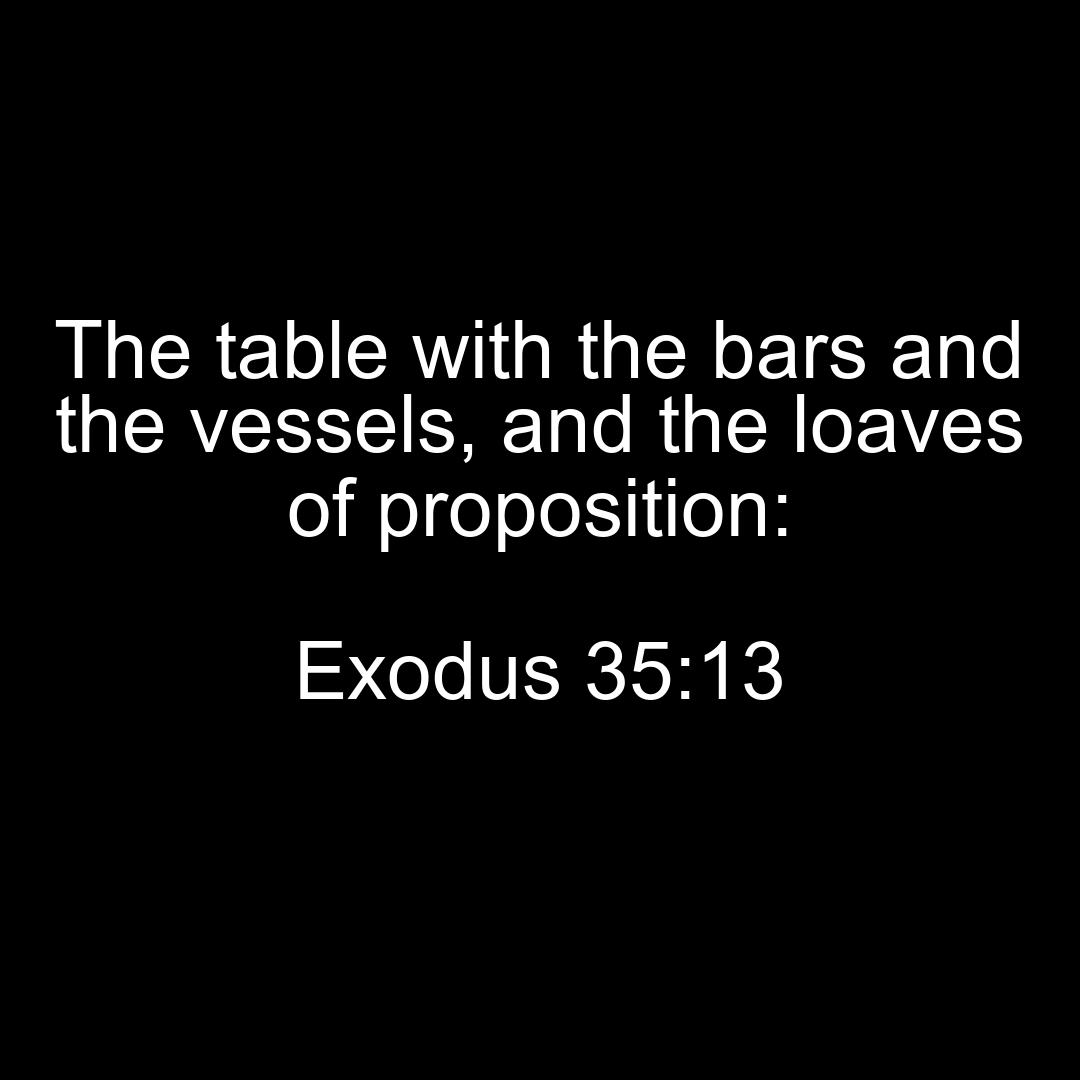 The table with the bars and
the vessels, and the loaves
of proposition:
Exodus 35:13